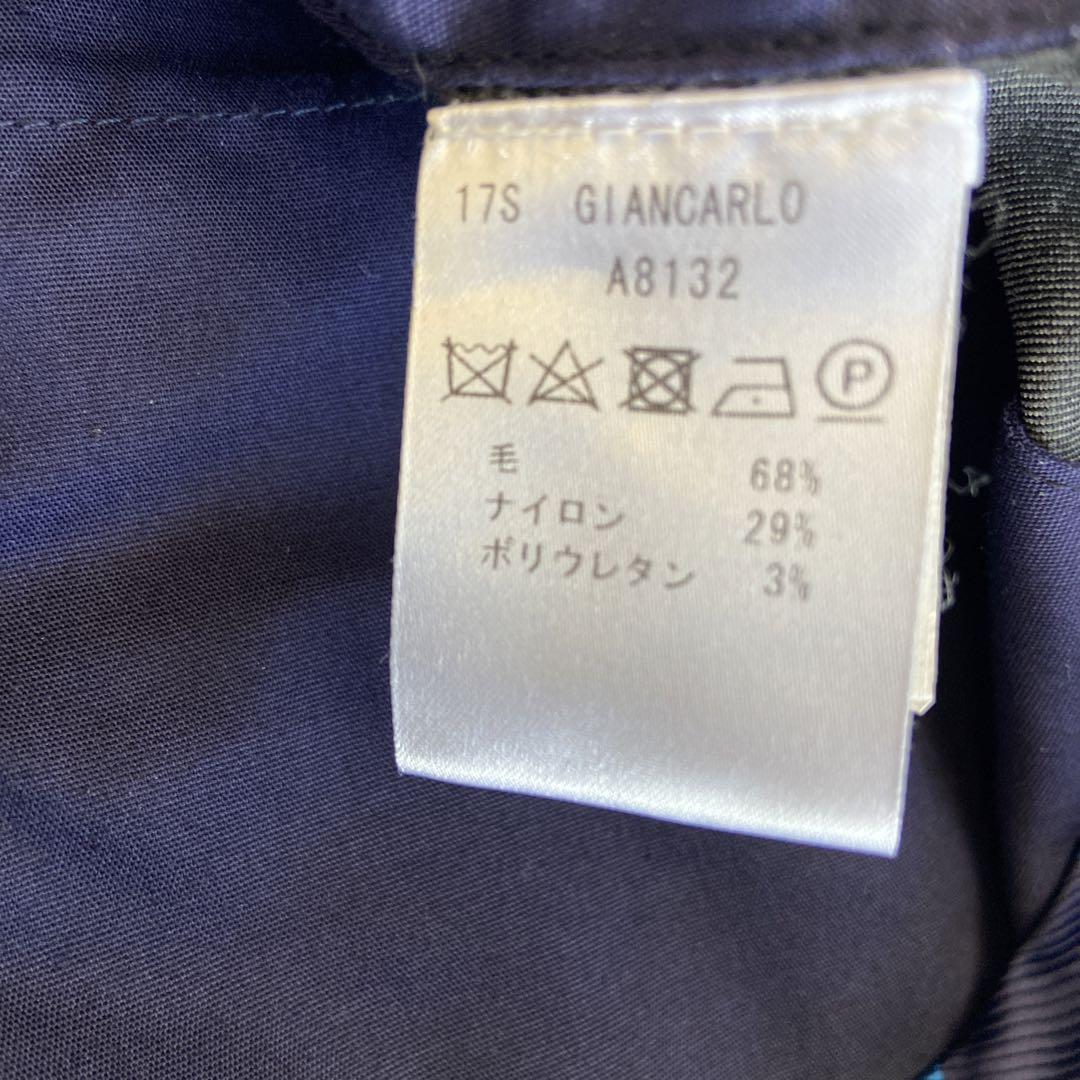 17S GIANCARLO
A8132
P
毛 68%
ナイロン 29%
ポリウレタン 3%